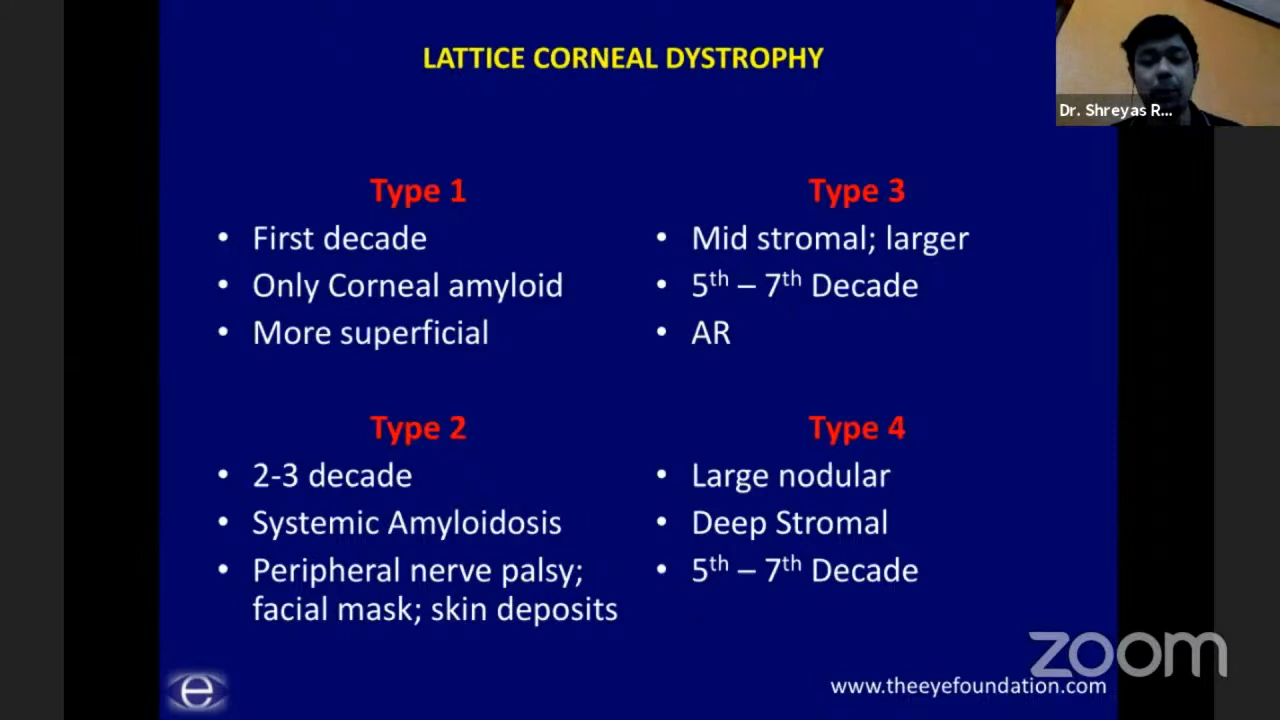 LATTICE CORNEAL DYSTROPHY
Dr. Shreyas R...
Type 1
• First decade
• Only Corneal amyloid
• More superficial
Type 2
• 2-3 decade
• Systemic Amyloidosis
• Peripheral nerve palsy;
facial mask; skin deposits
Type 3
• Mid stromal; larger
• 5th – 7th Decade
• AR
Type 4
• Large nodular
• Deep Stromal
• 5th – 7th Decade
zoom
e
www.theeyefoundation.com